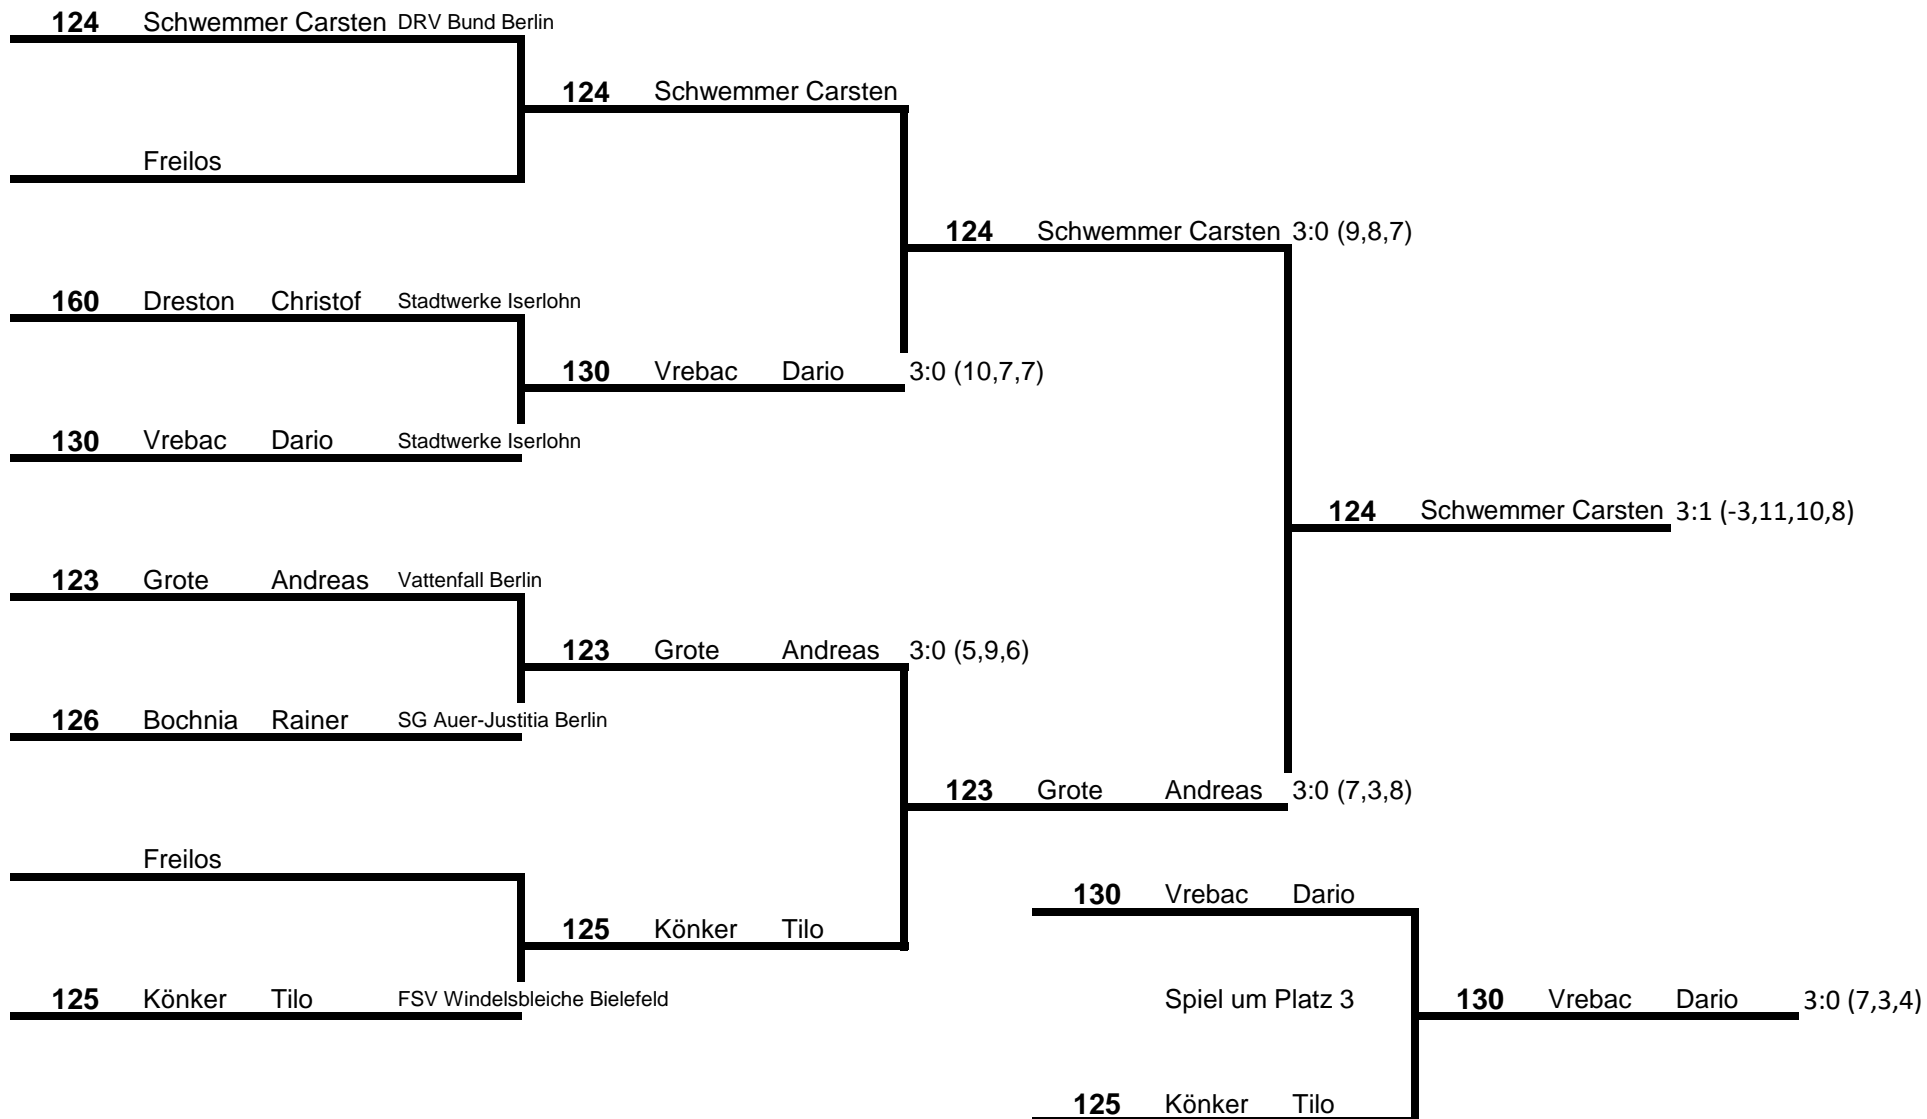 124 Schwemmer Carsten DRV Bund Berlin
124 Schwemmer Carsten
Freilos
124 Schwemmer Carsten 3:0 (9,8,7)
160 Dreston Christof Stadtwerke Iserlohn
130 Vrebac Dario 3:0 (10,7,7)
130 Vrebac Dario Stadtwerke Iserlohn
124 Schwemmer Carsten 3:1 (-3,11,10,8)
123 Grote Andreas Vattenfall Berlin
123 Grote Andreas 3:0 (5,9,6)
126 Bochnia Rainer SG Auer-Justitia Berlin
123 Grote Andreas 3:0 (7,3,8)
Freilos
130 Vrebac Dario
125 Könker Tilo
125 Könker Tilo FSV Windelsbleiche Bielefeld
Spiel um Platz 3
130 Vrebac Dario 3:0 (7,3,4)
125 Könker Tilo